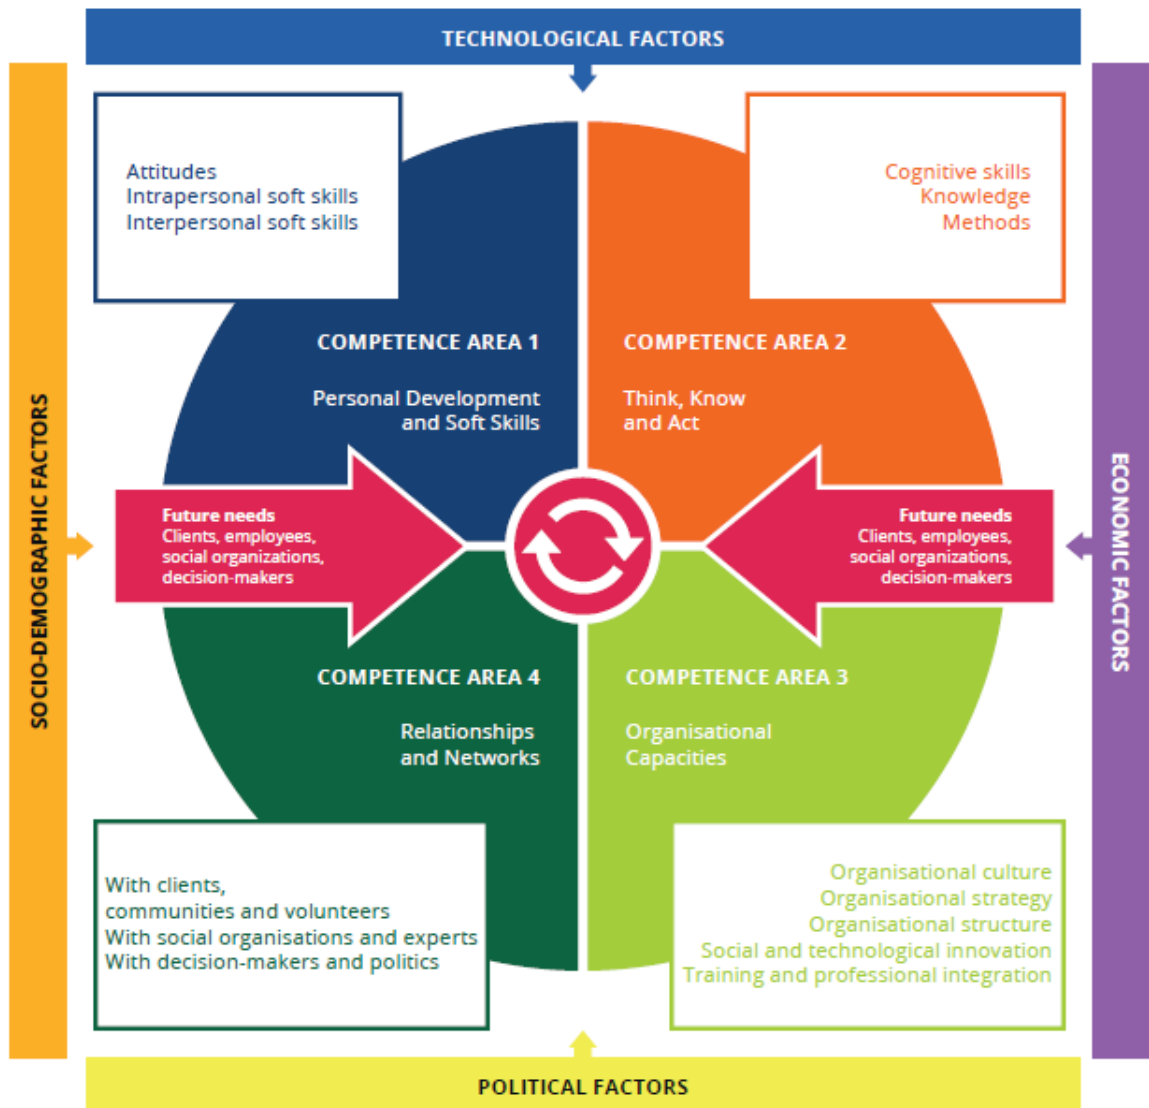 TECHNOLOGICAL FACTORS
SOCIO-DEMOGRAPHIC FACTORS
Attitudes
Intrapersonal soft skills
Interpersonal soft skills
Cognitive skills
Knowledge
Methods
COMPETENCE AREA 1
Personal Development
and Soft Skills
COMPETENCE AREA 2
Think, Know
and Act
Future needs
Clients, employees,
social organizations,
decision-makers
Future needs
Clients, employees,
social organizations,
decision-makers
ECONOMIC FACTORS
COMPETENCE AREA 4
Relationships
and Networks
COMPETENCE AREA 3
Organisational
Capacities
With clients,
communities and volunteers
With social organisations and experts
With decision-makers and politics
Organisational culture
Organisational strategy
Organisational structure
Social and technological innovation
Training and professional integration
POLITICAL FACTORS